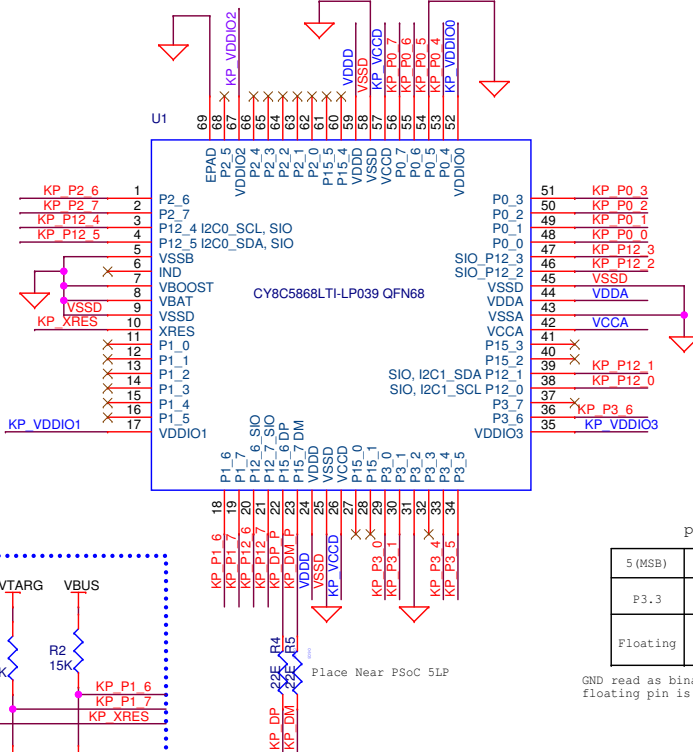 U1
CY8C5868LTI-LP039 QFN68
KP_VDDIO2
VDDD
VSSD
KP_VCCD
KP_P0_7
KP_P0_6
KP_P0_5
KP_P0_4
KP_VDDIO0
69 68 67 66 65 64 63 62 61 60 59 58 57 56 55 54 53 52
EPAD
P2_5
VDDIO2
P2_4
P2_3
P2_2
P2_1
P2_0
P15_5
P15_4
VDDD
VSSD
VCCD
P0_7
P0_6
P0_5
P0_4
VDDIO0
KP_P2_6 1 P2_6
KP_P2_7 2 P2_7
KP_P12_4 3 P12_4 I2C0_SCL, SIO
KP_P12_5 4 P12_5 I2C0_SDA, SIO
5 VSSB
6 IND
7 VBOOST
8 VBAT
VSSD 9 VSSD
KP_XRES 10 XRES
11 P1_0
12 P1_1
13 P1_2
14 P1_3
15 P1_4
16 P1_5
KP_VDDIO1 17 VDDIO1
P0_3 51 KP_P0_3
P0_2 50 KP_P0_2
P0_1 49 KP_P0_1
P0_0 48 KP_P0_0
SIO_P12_3 47 KP_P12_3
SIO_P12_2 46 KP_P12_2
VSSD 45 VSSD
VDDA 44 VDDA
VSSA 43
VCCA 42 VCCA
P15_3 41
P15_2 40
SIO, I2C1_SDA P12_1 39 KP_P12_1
SIO, I2C1_SCL P12_0 38 KP_P12_0
P3_7 37
P3_6 36 KP_P3_6
VDDIO3 35 KP_VDDIO3
P1_6
P1_7
P12_6_SIO
P12_7_SIO
P15_6 DP
P15_7 DM
VDDD
VSSD
VCCD
P15_0
P15_1
P3_0
P3_1
P3_2
P3_3
P3_4
P3_5
18 19 20 21 22 23 24 25 26 27 28 29 30 31 32 33 34
KP_P1_6
KP_P1_7
KP_P12_6
KP_P12_7
KP_DP_P
KP_DM_P
VDDD
VSSD
KP_VCCD
KP_P3_0
KP_P3_1
KP_P3_4
KP_P3_5
R4
22E
R5
22E
Place Near PSoC 5LP
KP_DP
KP_DM
VTARG
VBUS
K
R2
15K
KP_P1_6
KP_P1_7
KP_XRES
p
5(MSB)
P3.3
Floating
GND read as bina
floating pin is